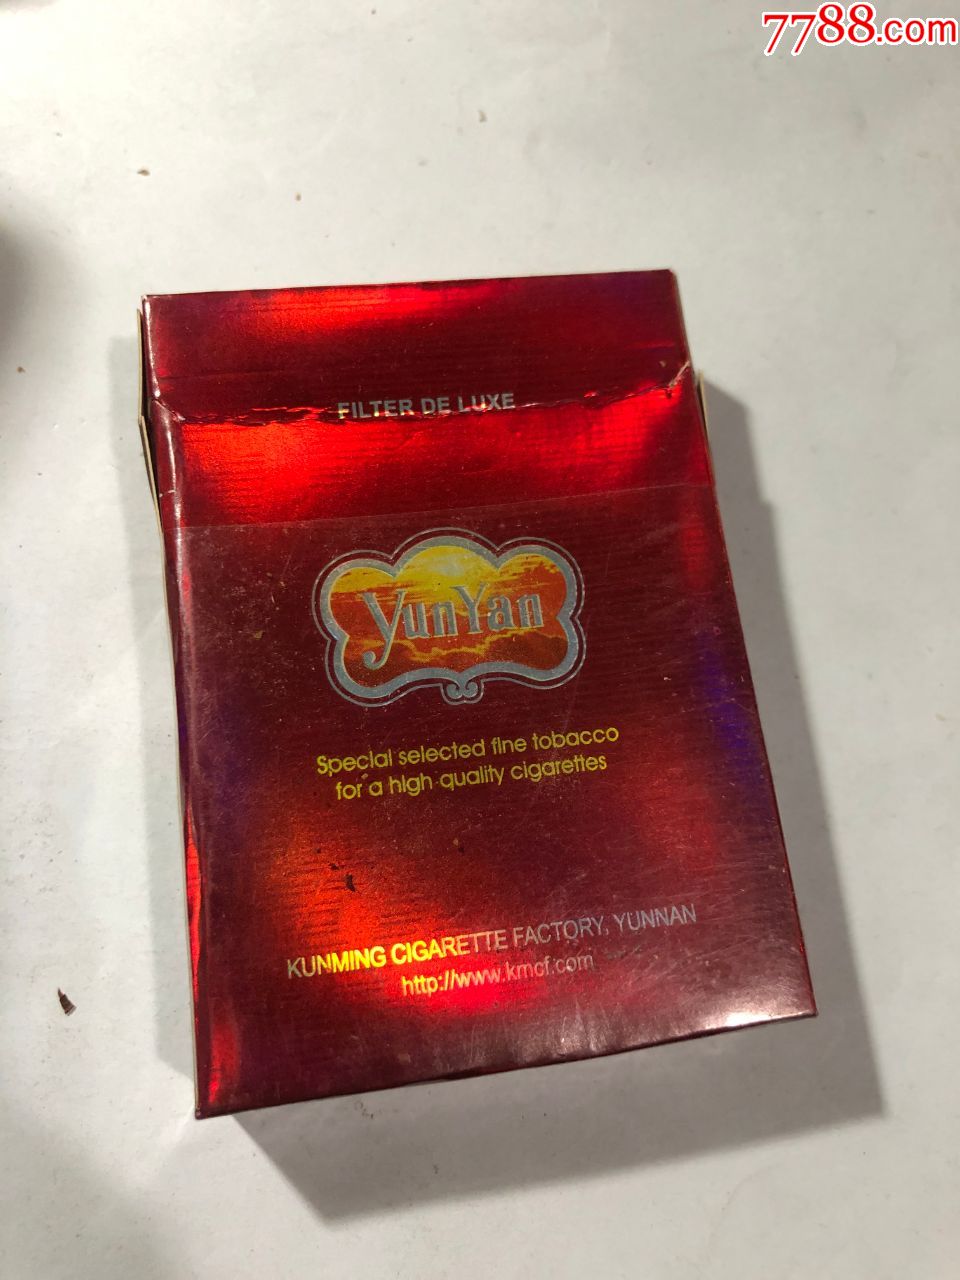 7788.com
FILTER DE LUXE
YunYan
Special selected fine tobacco
for a high quality cigarettes
KUNMING CIGARETTE FACTORY, YUNNAN
http://www.kmcf.com